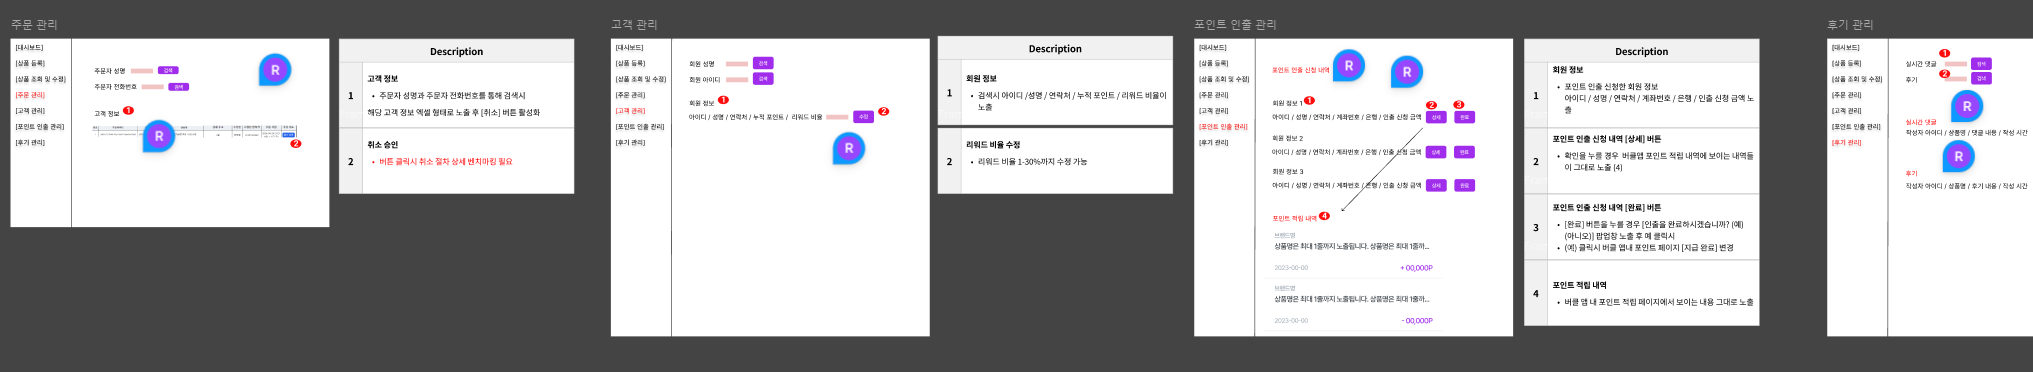 주문 관리
[대시보드]
[상품 등록]
[상품 조회 및 수정]
[주문 관리]
[고객 관리]
[포인트 인출 관리]
[후기 관리]
주문자 성명
검색
주문자 전화번호
검색
고객 정보
1
R
R
2
Description
1
고객 정보
• 주문자 성명과 주문자 전화번호를 통해 검색시
해당 고객 정보 엑셀 형태로 노출 후 [취소] 버튼 활성화
2
취소 승인
• 버튼 클릭시 취소 절차 상세 벤치마킹 필요
고객 관리
[대시보드]
[상품 등록]
[상품 조회 및 수정]
[주문 관리]
[고객 관리]
[포인트 인출 관리]
[후기 관리]
회원 성명
검색
회원 아이디
검색
회원 정보
1
아이디 / 성명 / 연락처 / 누적 포인트 / 리워드 비율
수정
2
R
Description
1
회원 정보
• 검색시 아이디 /성명 / 연락처 / 누적 포인트 / 리워드 비율이
노출
2
리워드 비율 수정
• 리워드 비율 1-30%까지 수정 가능
포인트 인출 관리
[대시보드]
[상품 등록]
[상품 조회 및 수정]
[주문 관리]
[고객 관리]
[포인트 인출 관리]
[후기 관리]
포인트 인출 신청 내역
R
R
회원 정보 1
1
2
3
아이디 / 성명 / 연락처 / 계좌번호 / 은행 / 인출 신청 금액
상세
완료
회원 정보 2
아이디 / 성명 / 연락처 / 계좌번호 / 은행 / 인출 신청 금액
상세
완료
회원 정보 3
아이디 / 성명 / 연락처 / 계좌번호 / 은행 / 인출 신청 금액
상세
완료
포인트 적립 내역
4
브랜드명
상품명은 최대 1줄까지 노출됩니다. 상품명은 최대 1줄까...
2023-00-00
+ 00,000P
브랜드명
상품명은 최대 1줄까지 노출됩니다. 상품명은 최대 1줄까...
2023-00-00
- 00,000P
Description
1
회원 정보
• 포인트 인출 신청한 회원 정보
아이디 / 성명 / 연락처 / 계좌번호 / 은행 / 인출 신청 금액 노
출
2
포인트 인출 신청 내역 [상세] 버튼
• 확인을 누를 경우 버클앱 포인트 적립 내역에 보이는 내역들
이 그대로 노출 (4)
3
포인트 인출 신청 내역 [완료] 버튼
• [완료] 버튼을 누를 경우 [인출을 완료하시겠습니까? (예)
(아니오)] 팝업창 노출 후 예 클릭시
• (예) 클릭시 버클 앱내 포인트 페이지 [지급 완료] 변경
4
포인트 적립 내역
• 버클 앱 내 포인트 적립 페이지에서 보이는 내용 그대로 노출
후기 관리
[대시보드]
[상품 등록]
[상품 조회 및 수정]
[주문 관리]
[고객 관리]
[포인트 인출 관리]
[후기 관리]
1
실시간 댓글
검색
2
후기
검색
R
실시간 댓글
작성자 아이디 / 상품명 / 댓글 내용 / 작성 시간
R
후기
작성자 아이디 / 상품명 / 후기 내용 / 작성 시간